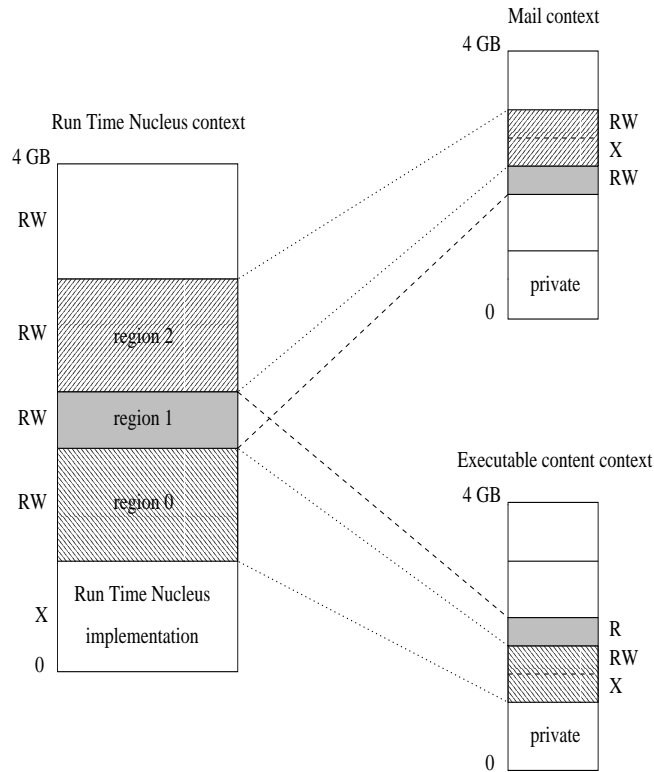 Mail context
4 GB
RW
X
RW
private
0
Run Time Nucleus context
4 GB
RW
RW
region 2
RW
region 1
RW
region 0
X
Run Time Nucleus
implementation
0
Executable content context
4 GB
R
RW
X
private
0